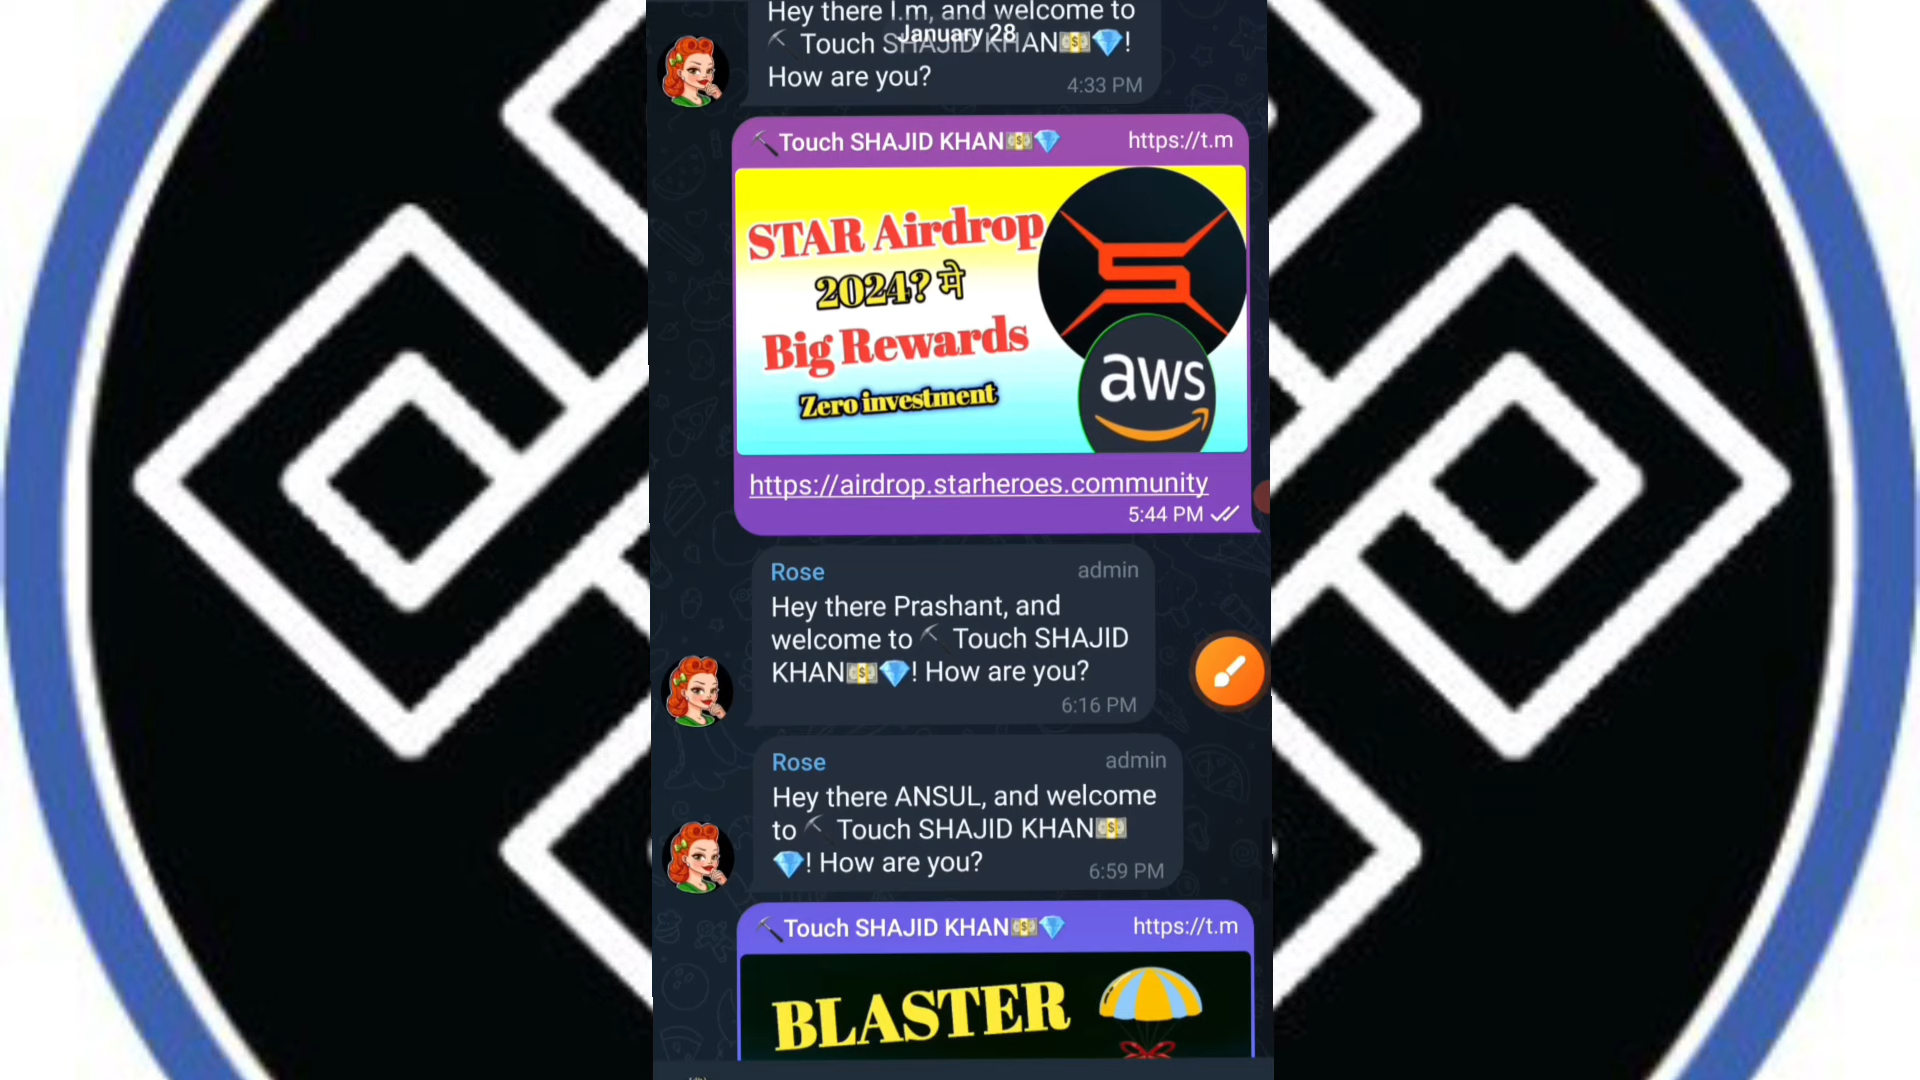 Hey there I.m, and welcome to
January 28
Touch SHAJID KHAN💵💎!
How are you?
4:33 PM
⛏Touch SHAJID KHAN💵💎 https://t.m
STAR Airdrop
2024? मे
Big Rewards
Zero investment
aws
https://airdrop.starheroes.community
5:44 PM
Rose admin
Hey there Prashant, and
welcome to ⛏ Touch SHAJID
KHAN💵💎! How are you?
6:16 PM
Rose admin
Hey there ANSUL, and welcome
to ⛏ Touch SHAJID KHAN💵
💎! How are you?
6:59 PM
⛏Touch SHAJID KHAN💵💎 https://t.m
BLASTER